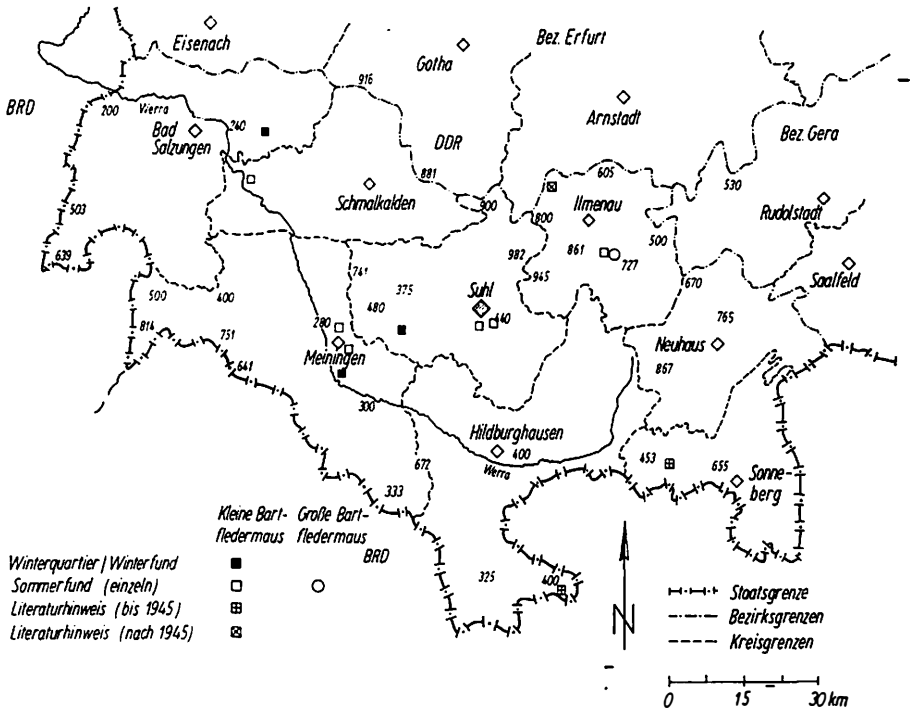 Eisenach
Gotha
Bez. Erfurt
916
BRD
200
Werra
Arnstadt
Bad
Salzungen
240
DDR
Bez. Gera
881
605
530
Schmalkalden
900
800
Ilmenau
Rudolstadt
503
500
639
982
861
727
741
945
670
Saalfeld
500
400
375
480
Suhl
440
765
814
751
280
Meiningen
Neuhaus
641
867
300
Hildburghausen
400
Werra
672
453
655
Sonne-
berg
333
Kleine Bart-
fledermaus
Große Bart-
fledermaus
BRD
Winterquartier / Winterfund
Sommerfund (einzeln)
Literaturhinweis (bis 1945)
Literaturhinweis (nach 1945)
325
400
N
Staatsgrenze
Bezirksgrenzen
Kreisgrenzen
0 15 30 km